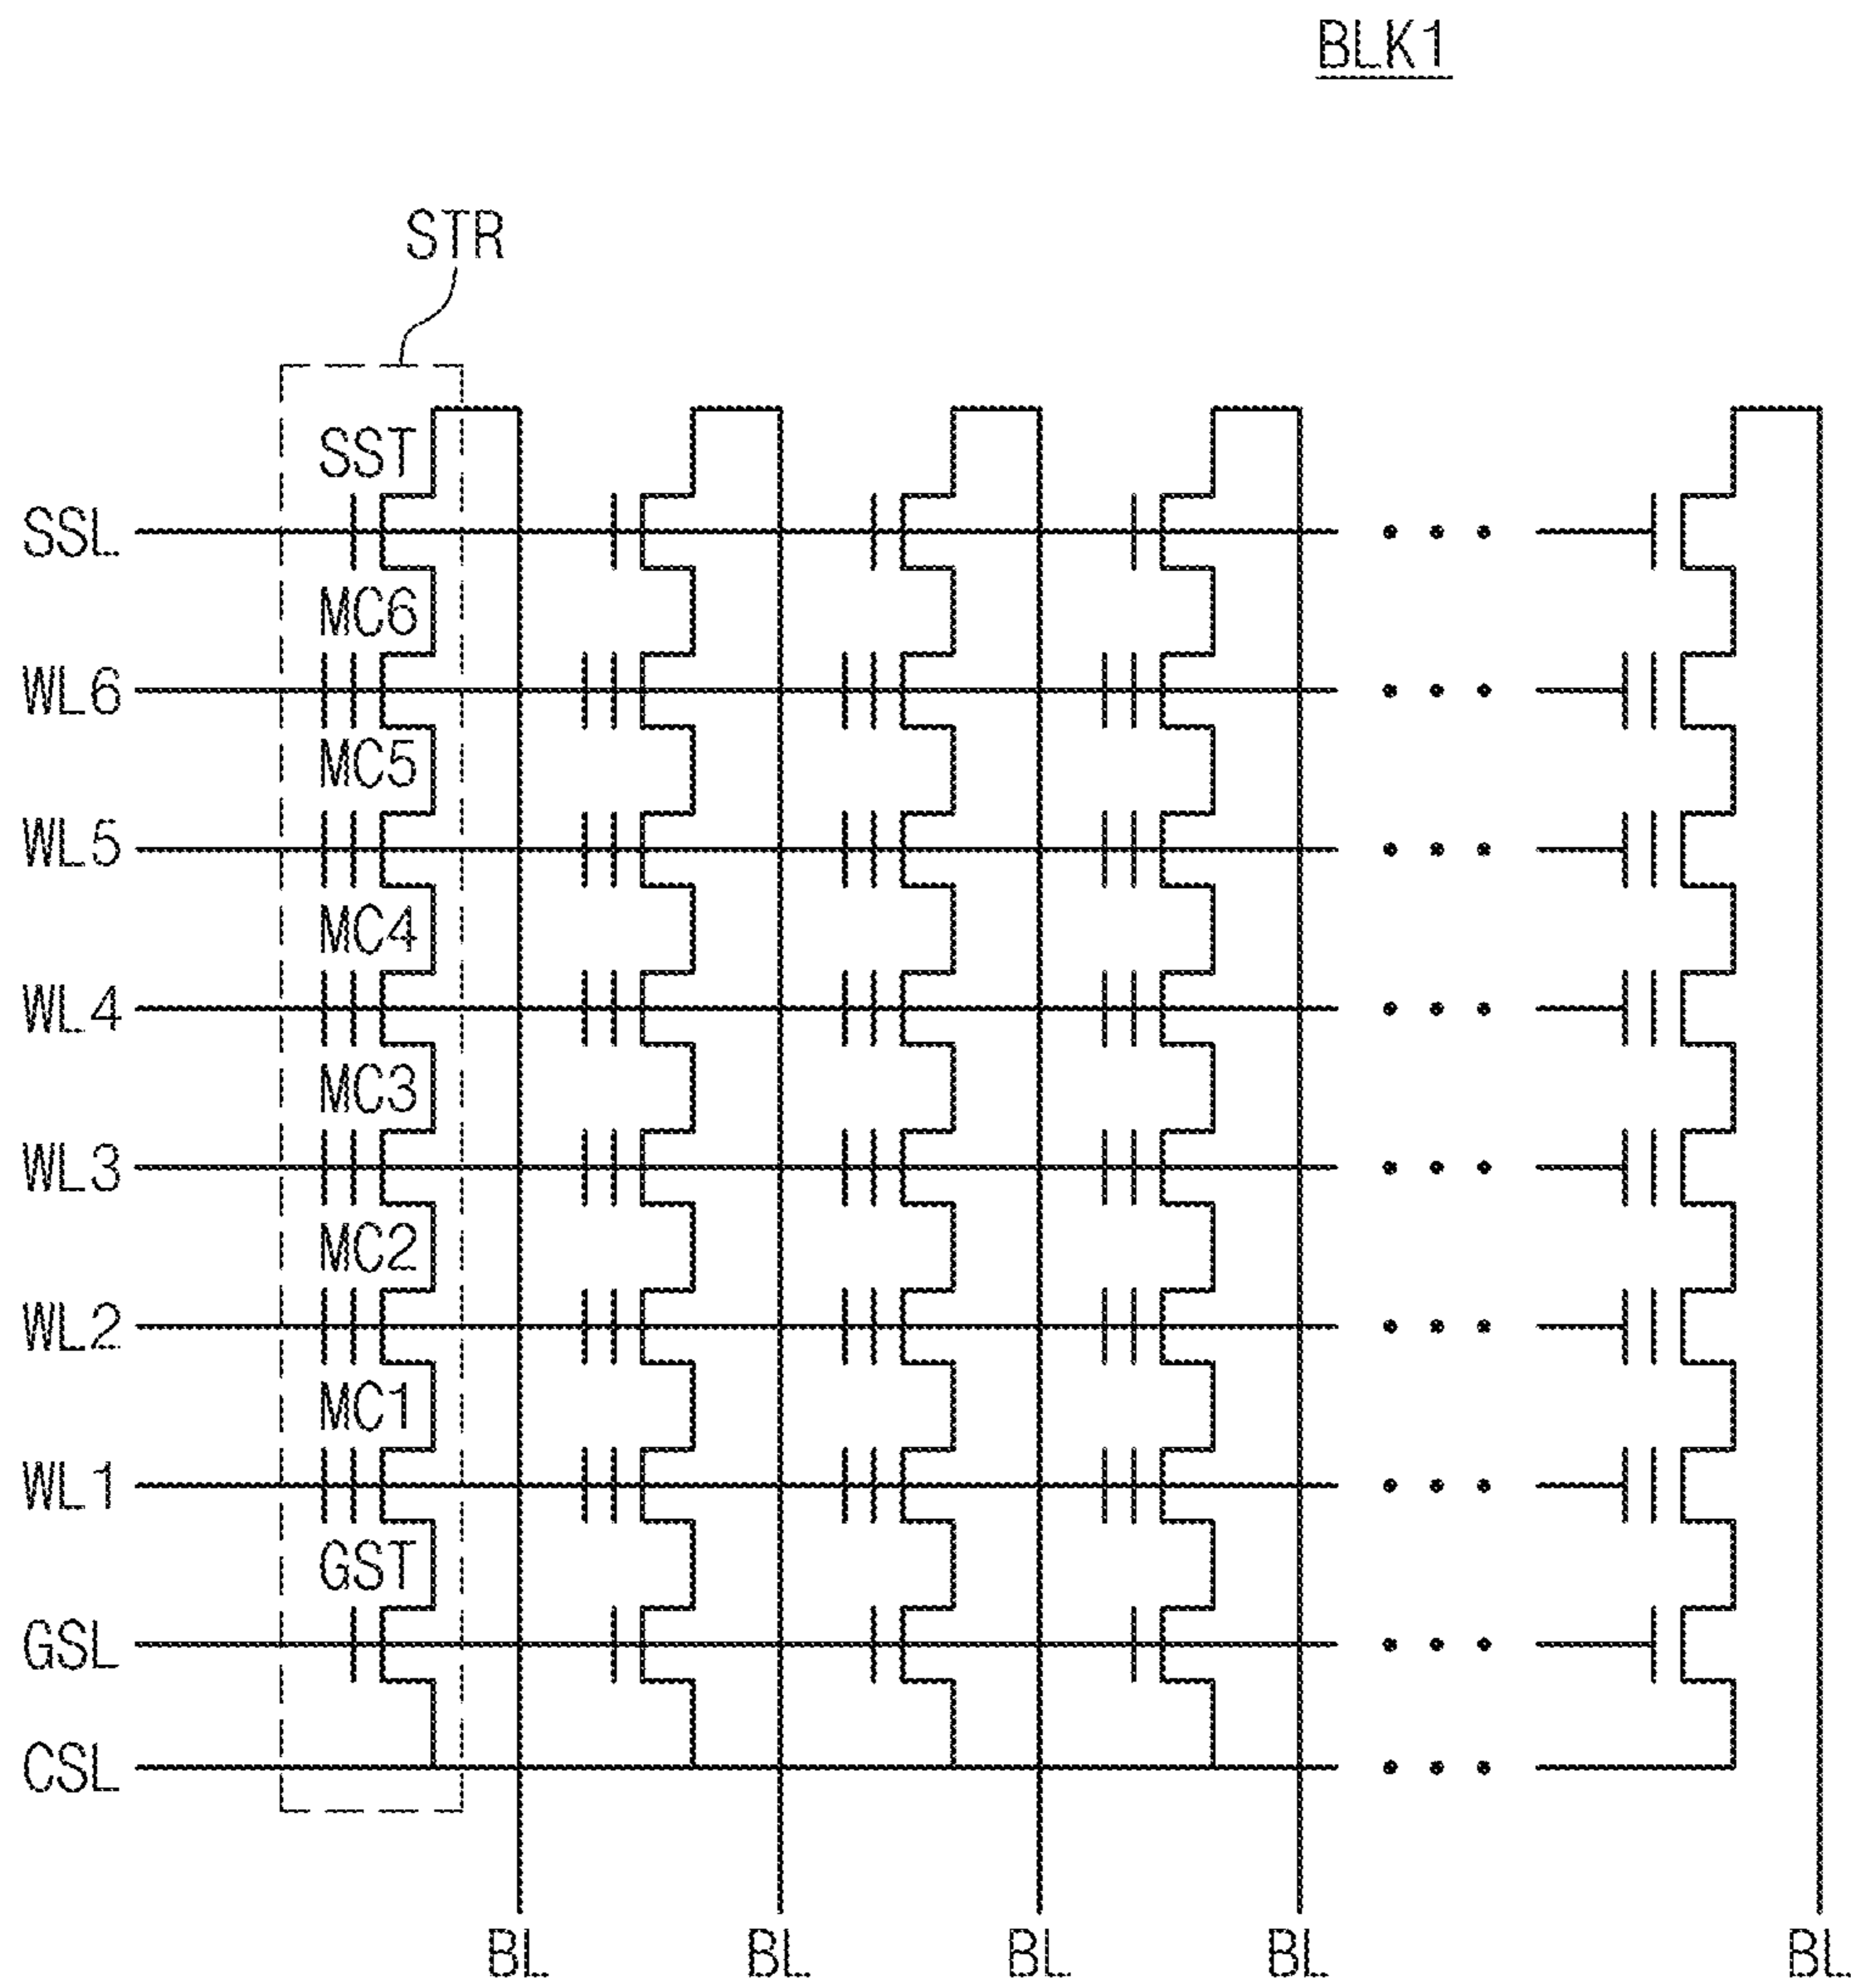 BLK1
STR
SST
SSL
MC6
WL6
MC5
WL5
MC4
WL4
MC3
WL3
MC2
WL2
MC1
WL1
GST
GSL
CSL
BL BL BL BL BL